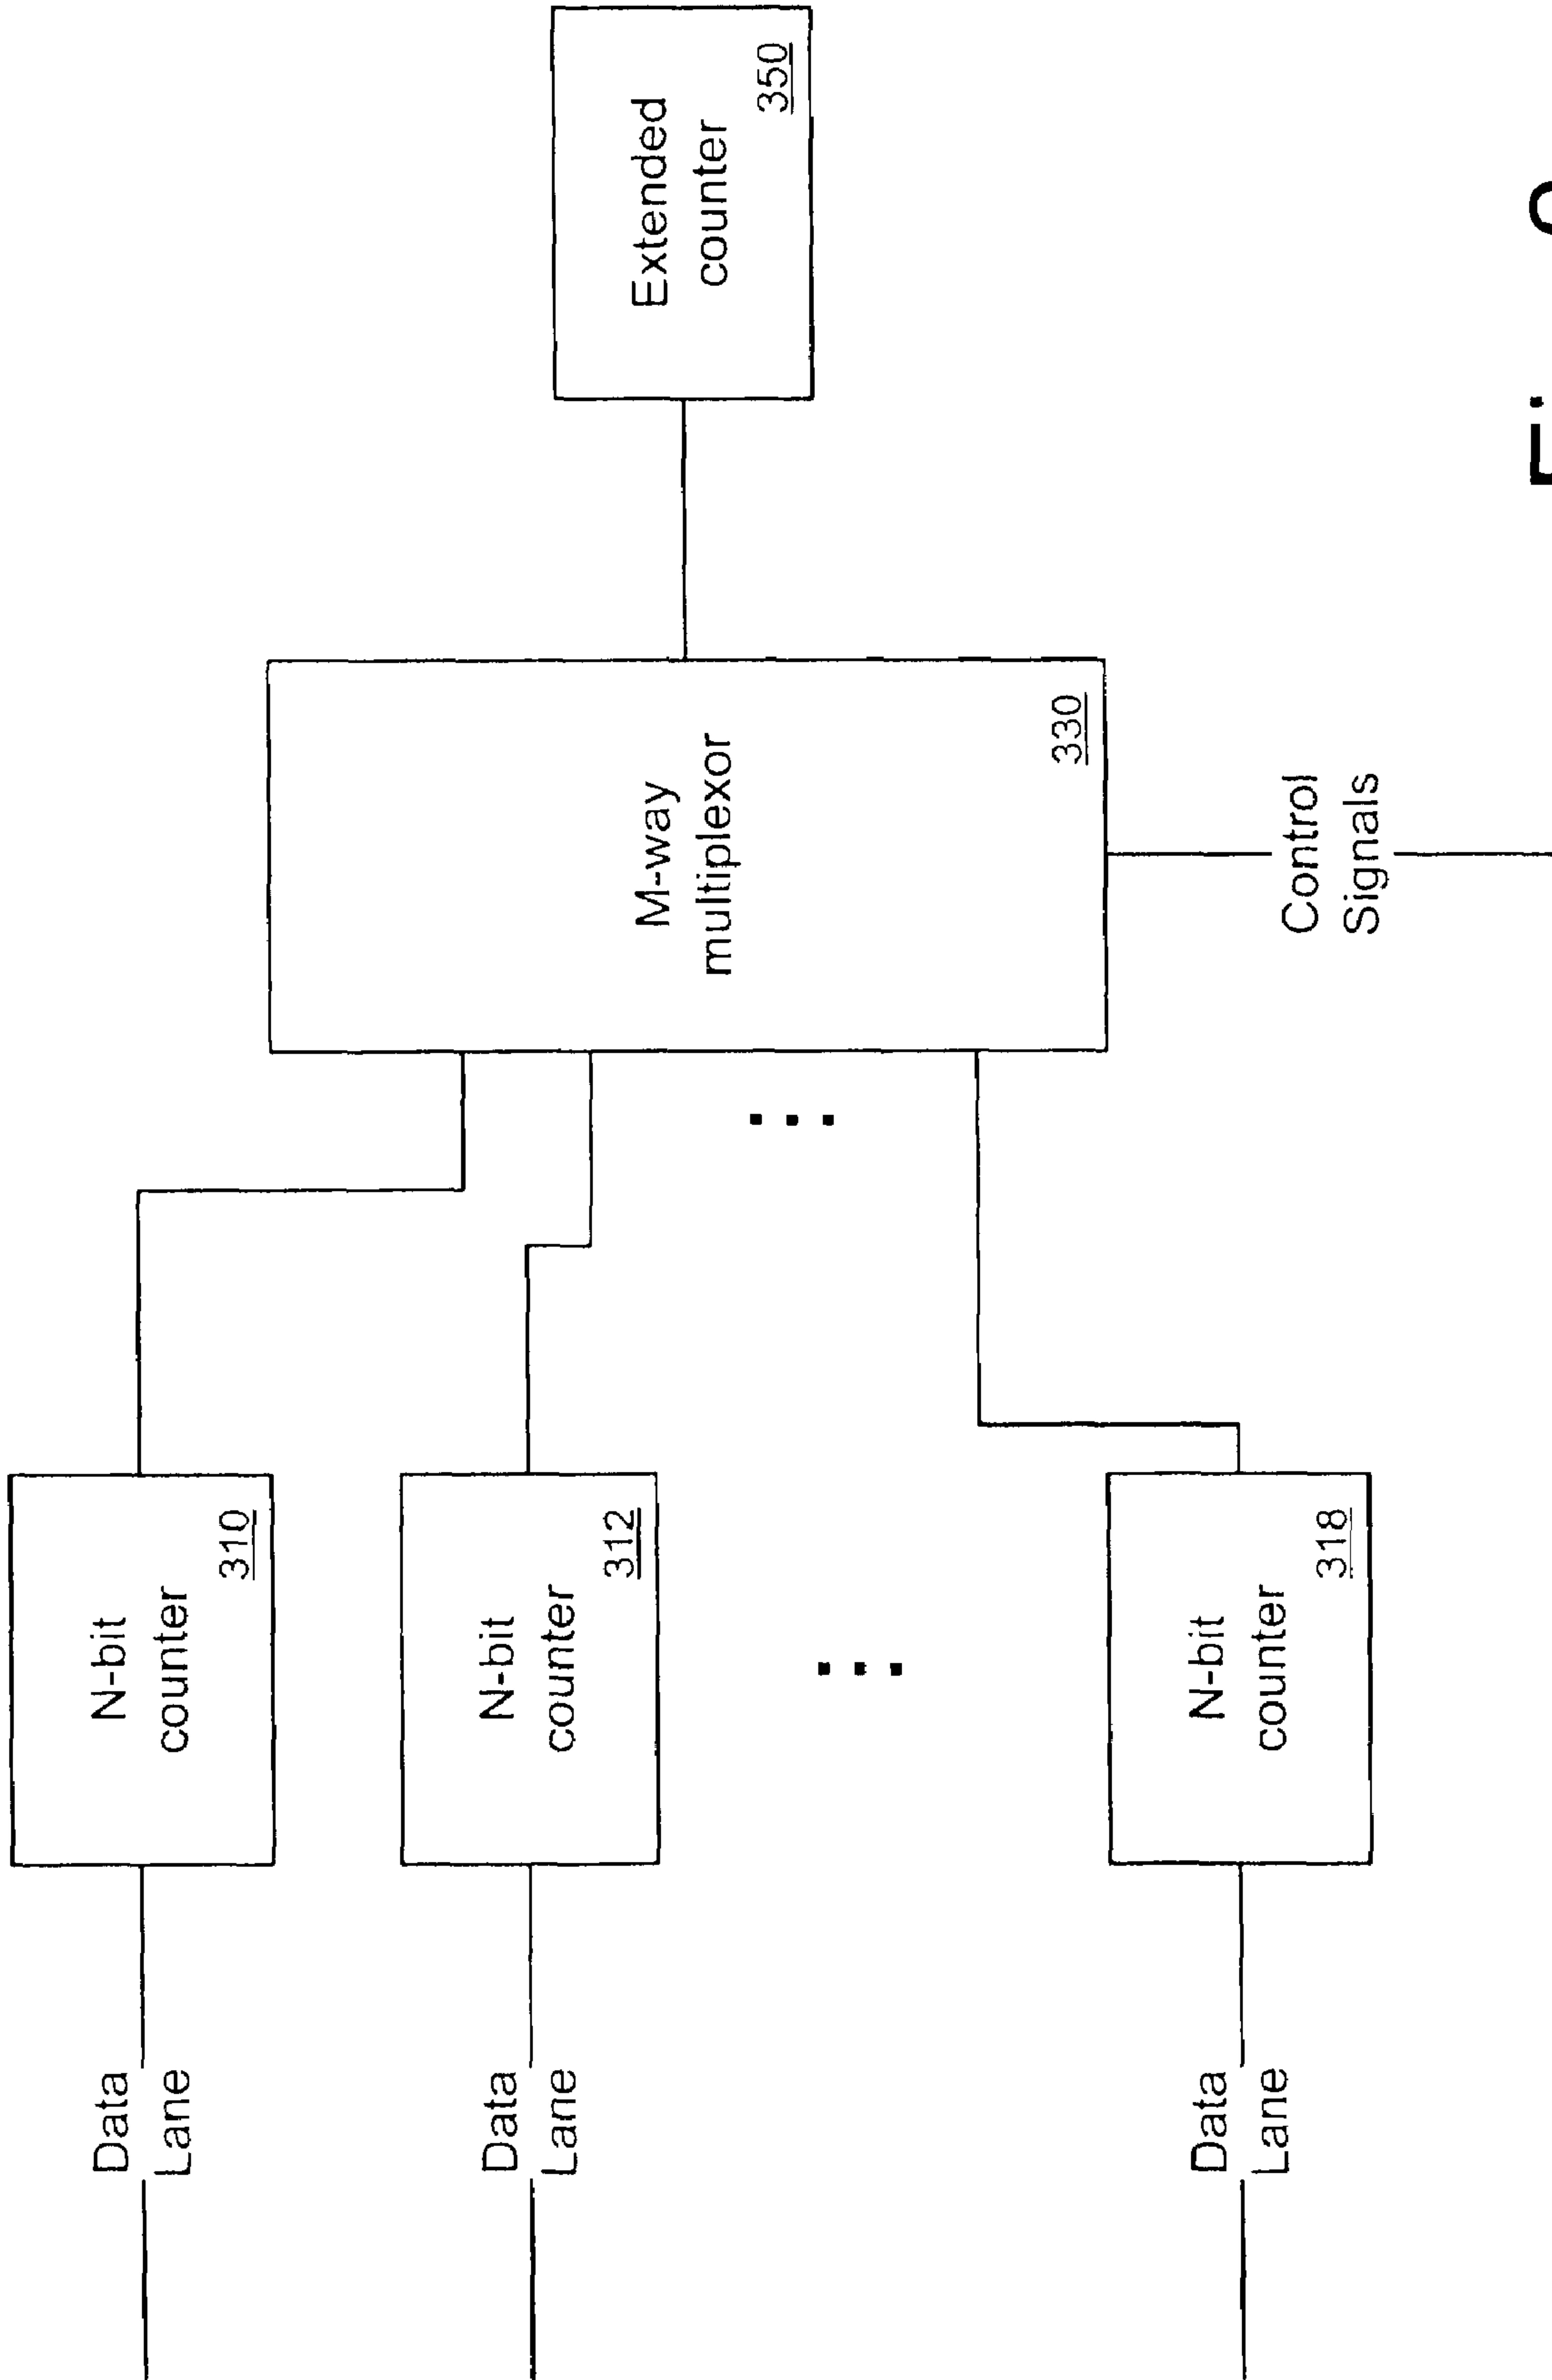 Data
Lane
N-bit
counter
310
Data
Lane
N-bit
counter
312
...
Data
Lane
N-bit
counter
318
...
M-way
multiplexor
330
Control
Signals
Extended
counter
350